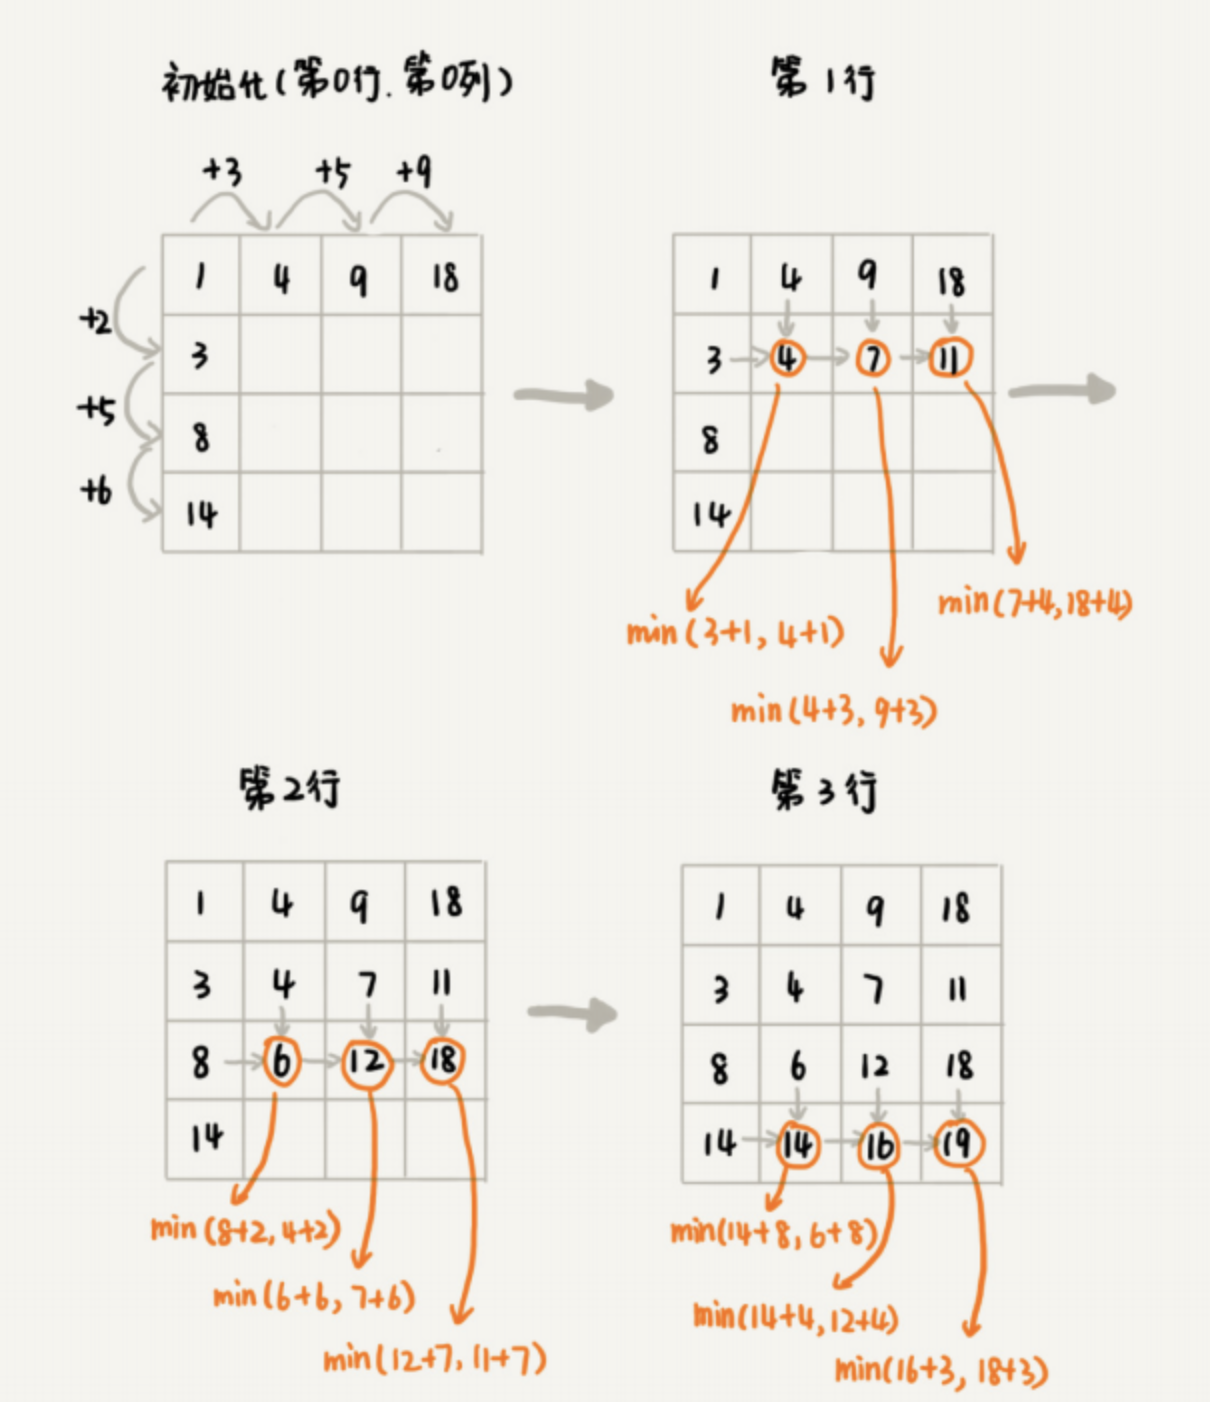 初始化(第0行.第0列)
第1行
+3 +5 +9
+2
+5
+6
1 4 9 18
3
8
14
1 4 9 18
3 4 7 11
8
14
min(3+1, 4+1)
min(4+3, 9+3)
min(7+4, 18+4)
第2行
第3行
1 4 9 18
3 4 7 11
8 6 12 18
14
min(8+2, 4+2)
min(6+6, 7+6)
min(12+7, 11+7)
1 4 9 18
3 4 7 11
8 6 12 18
14 14 16 19
min(14+8, 6+8)
min(14+4, 12+4)
min(16+3, 18+3)